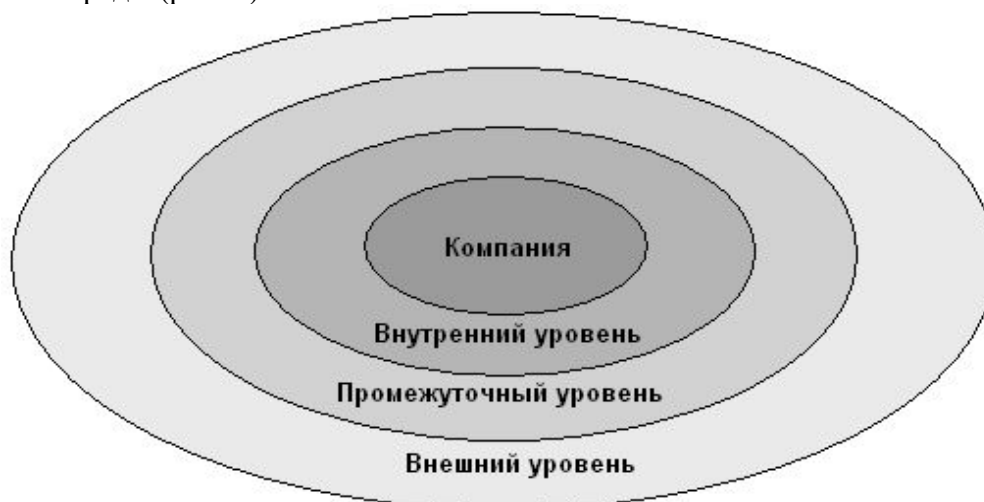 Компания
Внутренний уровень
Промежуточный уровень
Внешний уровень